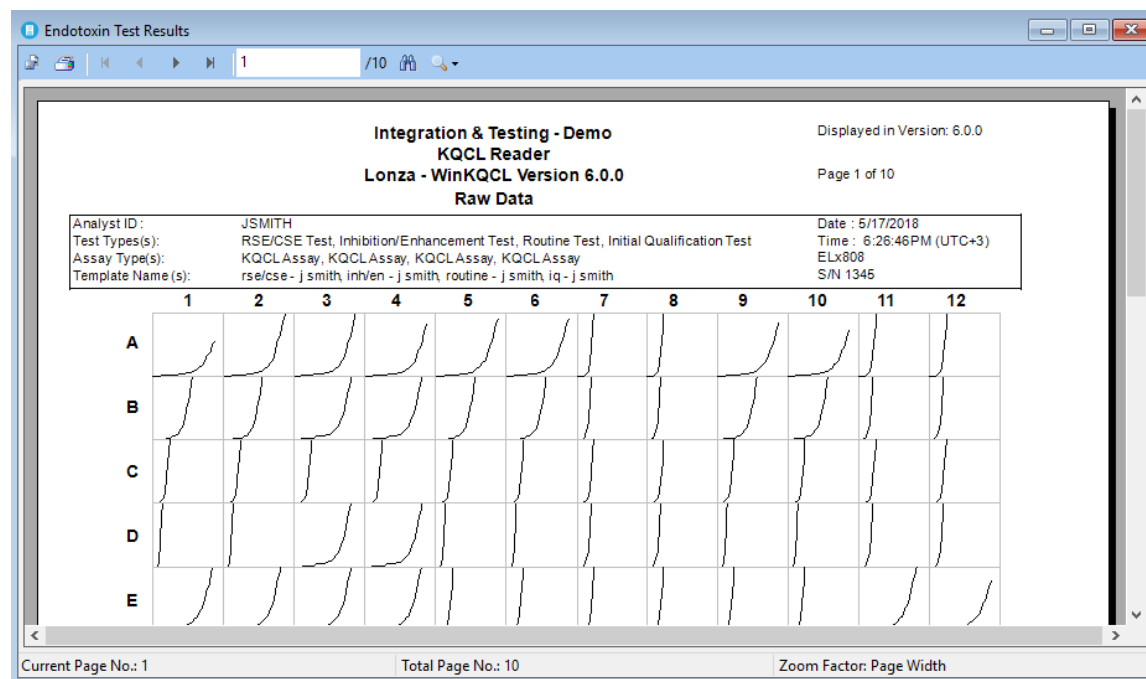 Endotoxin Test Results
1 /10
Integration & Testing - Demo Displayed in Version: 6.0.0
KQCL Reader
Lonza - WinKQCL Version 6.0.0 Page 1 of 10
Raw Data
Analyst ID : JSMITH Date : 5/17/2018
Test Types(s): RSE/CSE Test, Inhibition/Enhancement Test, Routine Test, Initial Qualification Test Time : 6:26:46PM (UTC+3)
Assay Type(s): KQCL Assay, KQCL Assay, KQCL Assay, KQCL Assay ELx808
Template Name (s): rse/cse - j smith, inh/en - j smith, routine - j smith, iq - j smith S/N 1345
1 2 3 4 5 6 7 8 9 10 11 12
A
B
C
D
E
Current Page No.: 1 Total Page No.: 10 Zoom Factor: Page Width